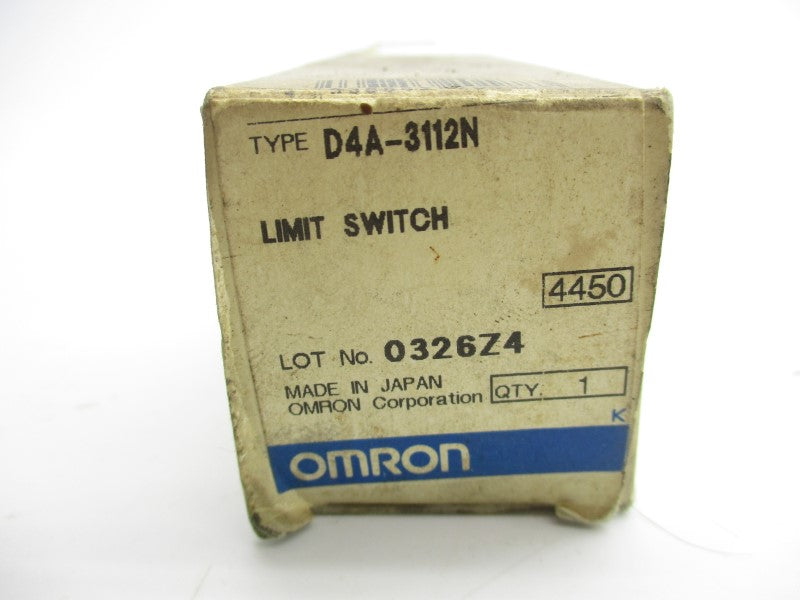 TYPE D4A-3112N
LIMIT SWITCH
4450
LOT No. 0326Z4
MADE IN JAPAN
OMRON Corporation
QTY. 1
K
OMRON